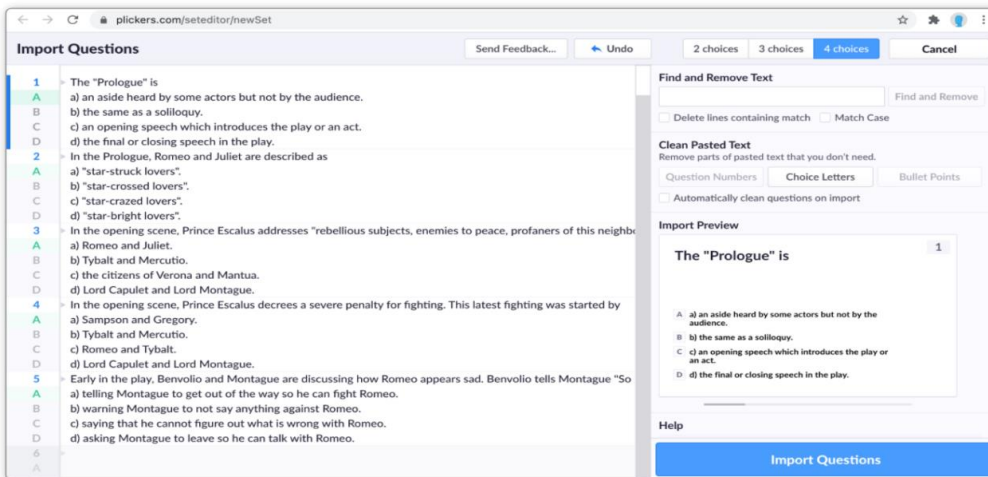 plickers.com/seteditor/newSet
Import Questions
Send Feedback...
Undo
2 choices
3 choices
4 choices
Cancel
1 The "Prologue" is
A a) an aside heard by some actors but not by the audience.
B b) the same as a soliloquy.
C c) an opening speech which introduces the play or an act.
D d) the final or closing speech in the play.
2 In the Prologue, Romeo and Juliet are described as
A a) "star-struck lovers".
B b) "star-crossed lovers".
C c) "star-crazed lovers".
D d) "star-bright lovers".
3 In the opening scene, Prince Escalus addresses "rebellious subjects, enemies to peace, profaners of this neighbo
A a) Romeo and Juliet.
B b) Tybalt and Mercutio.
C c) the citizens of Verona and Mantua.
D d) Lord Capulet and Lord Montague.
4 In the opening scene, Prince Escalus decrees a severe penalty for fighting. This latest fighting was started by
A a) Sampson and Gregory.
B b) Tybalt and Mercutio.
C c) Romeo and Tybalt.
D d) Lord Capulet and Lord Montague.
5 Early in the play, Benvolio and Montague are discussing how Romeo appears sad. Benvolio tells Montague "So
A a) telling Montague to get out of the way so he can fight Romeo.
B b) warning Montague to not say anything against Romeo.
C c) saying that he cannot figure out what is wrong with Romeo.
D d) asking Montague to leave so he can talk with Romeo.
6
A
Find and Remove Text
Find and Remove
Delete lines containing match
Match Case
Clean Pasted Text
Remove parts of pasted text that you don't need.
Question Numbers
Choice Letters
Bullet Points
Automatically clean questions on import
Import Preview
The "Prologue" is
1
A a) an aside heard by some actors but not by the
audience.
B b) the same as a soliloquy.
C c) an opening speech which introduces the play or
an act.
D d) the final or closing speech in the play.
Help
Import Questions